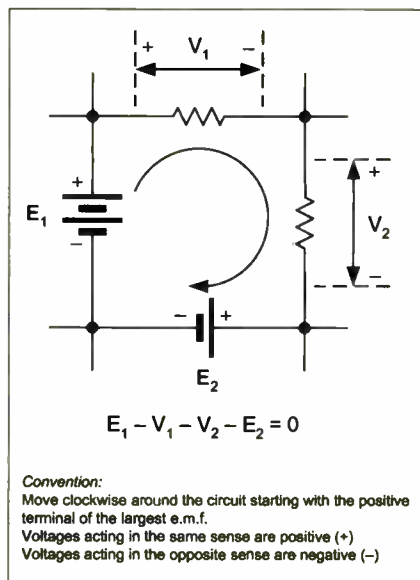 + V₁ −
+
E₁
−
+
V₂
−
− +
E₂
E₁ – V₁ – V₂ – E₂ = 0
Convention:
Move clockwise around the circuit starting with the positive
terminal of the largest e.m.f.
Voltages acting in the same sense are positive (+)
Voltages acting in the opposite sense are negative (–)